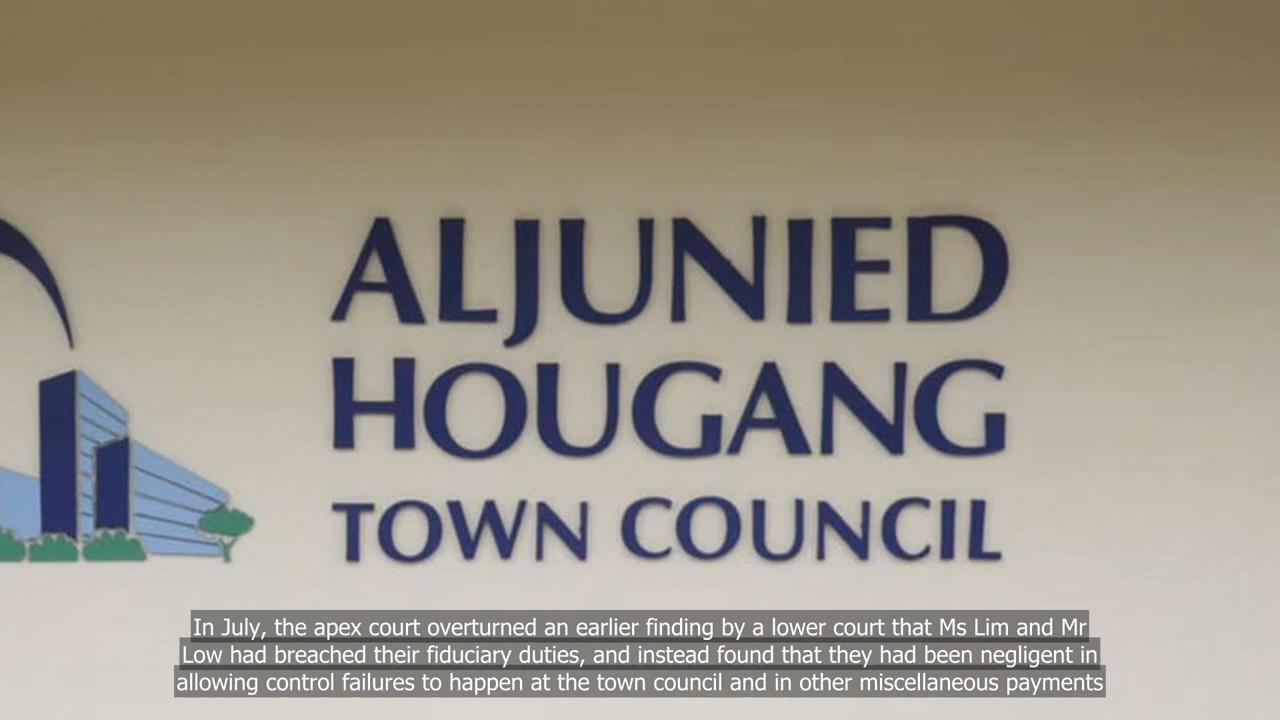 ALJUNIED
HOUGANG
TOWN COUNCIL
In July, the apex court overturned an earlier finding by a lower court that Ms Lim and Mr
Low had breached their fiduciary duties, and instead found that they had been negligent in
allowing control failures to happen at the town council and in other miscellaneous payments